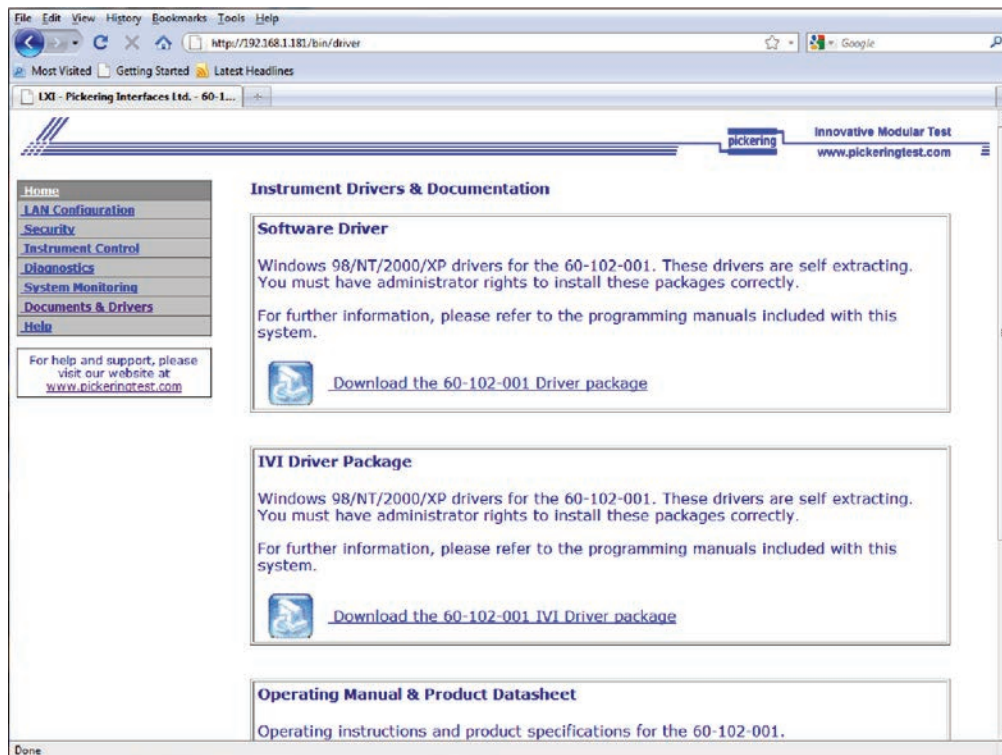 File Edit View History Bookmarks Tools Help
http://192.168.1.181/bin/driver
Google
Most Visited Getting Started Latest Headlines
LXI - Pickering Interfaces Ltd. - 60-1...
pickering
Innovative Modular Test
www.pickeringtest.com
Home
LAN Configuration
Security
Instrument Control
Diagnostics
System Monitoring
Documents & Drivers
Help
For help and support, please
visit our website at
www.pickeringtest.com
Instrument Drivers & Documentation
Software Driver
Windows 98/NT/2000/XP drivers for the 60-102-001. These drivers are self extracting.
You must have administrator rights to install these packages correctly.
For further information, please refer to the programming manuals included with this
system.
Download the 60-102-001 Driver package
IVI Driver Package
Windows 98/NT/2000/XP drivers for the 60-102-001. These drivers are self extracting.
You must have administrator rights to install these packages correctly.
For further information, please refer to the programming manuals included with this
system.
Download the 60-102-001 IVI Driver package
Operating Manual & Product Datasheet
Operating instructions and product specifications for the 60-102-001.
Done